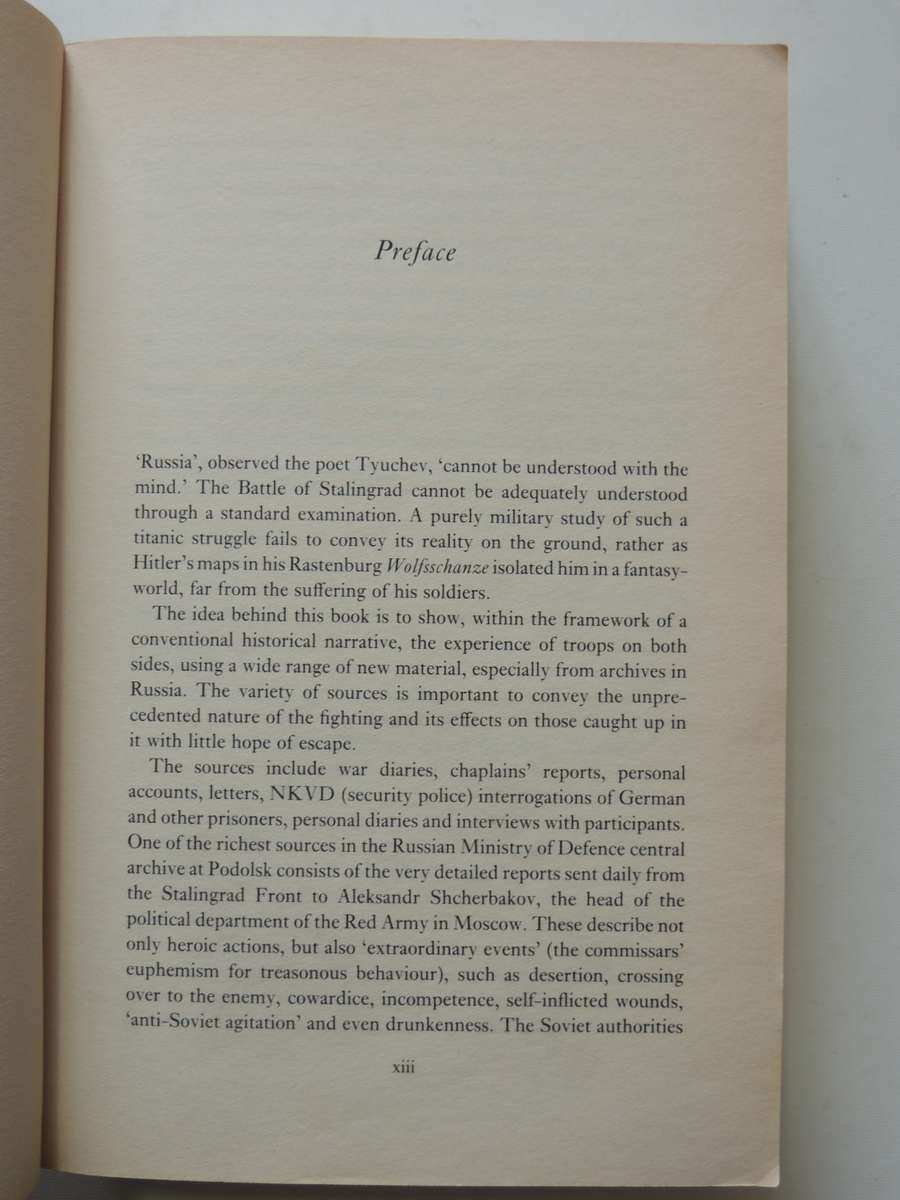 Preface
‘Russia’, observed the poet Tyuchev, ‘cannot be understood with the
mind.’ The Battle of Stalingrad cannot be adequately understood
through a standard examination. A purely military study of such a
titanic struggle fails to convey its reality on the ground, rather as
Hitler’s maps in his Rastenburg Wolfsschanze isolated him in a fantasy-
world, far from the suffering of his soldiers.
The idea behind this book is to show, within the framework of a
conventional historical narrative, the experience of troops on both
sides, using a wide range of new material, especially from archives in
Russia. The variety of sources is important to convey the unpre-
cedented nature of the fighting and its effects on those caught up in
it with little hope of escape.
The sources include war diaries, chaplains’ reports, personal
accounts, letters, NKVD (security police) interrogations of German
and other prisoners, personal diaries and interviews with participants.
One of the richest sources in the Russian Ministry of Defence central
archive at Podolsk consists of the very detailed reports sent daily from
the Stalingrad Front to Aleksandr Shcherbakov, the head of the
political department of the Red Army in Moscow. These describe not
only heroic actions, but also ‘extraordinary events’ (the commissars’
euphemism for treasonous behaviour), such as desertion, crossing
over to the enemy, cowardice, incompetence, self-inflicted wounds,
‘anti-Soviet agitation’ and even drunkenness. The Soviet authorities
xiii